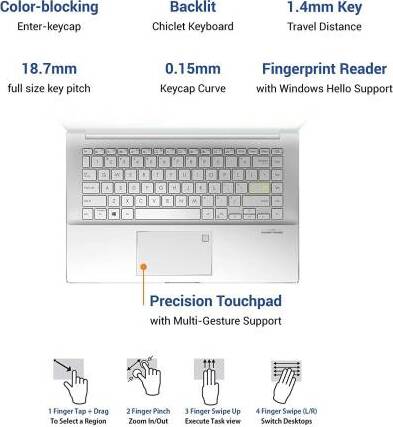 Color-blocking
Enter-keycap
Backlit
Chiclet Keyboard
1.4mm Key
Travel Distance
18.7mm
full size key pitch
0.15mm
Keycap Curve
Fingerprint Reader
with Windows Hello Support
Precision Touchpad
with Multi-Gesture Support
1 Finger Tap + Drag
To Select a Region
2 Finger Pinch
Zoom In/Out
3 Finger Swipe Up
Execute Task view
4 Finger Swipe (L/R)
Switch Desktops